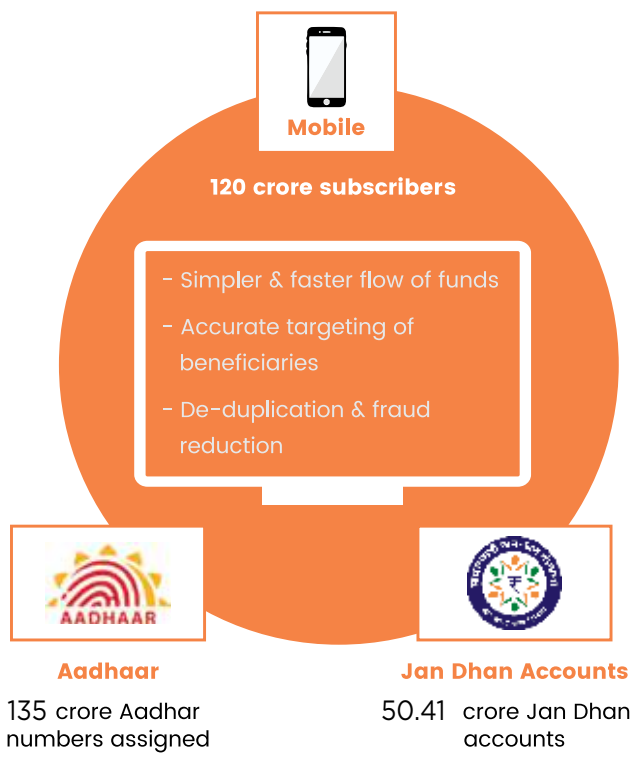 Mobile
120 crore subscribers
- Simpler & faster flow of funds
- Accurate targeting of
beneficiaries
- De-duplication & fraud
reduction
AADHAAR
Aadhaar
135 crore Aadhar
numbers assigned
₹
Jan Dhan Accounts
50.41 crore Jan Dhan
accounts